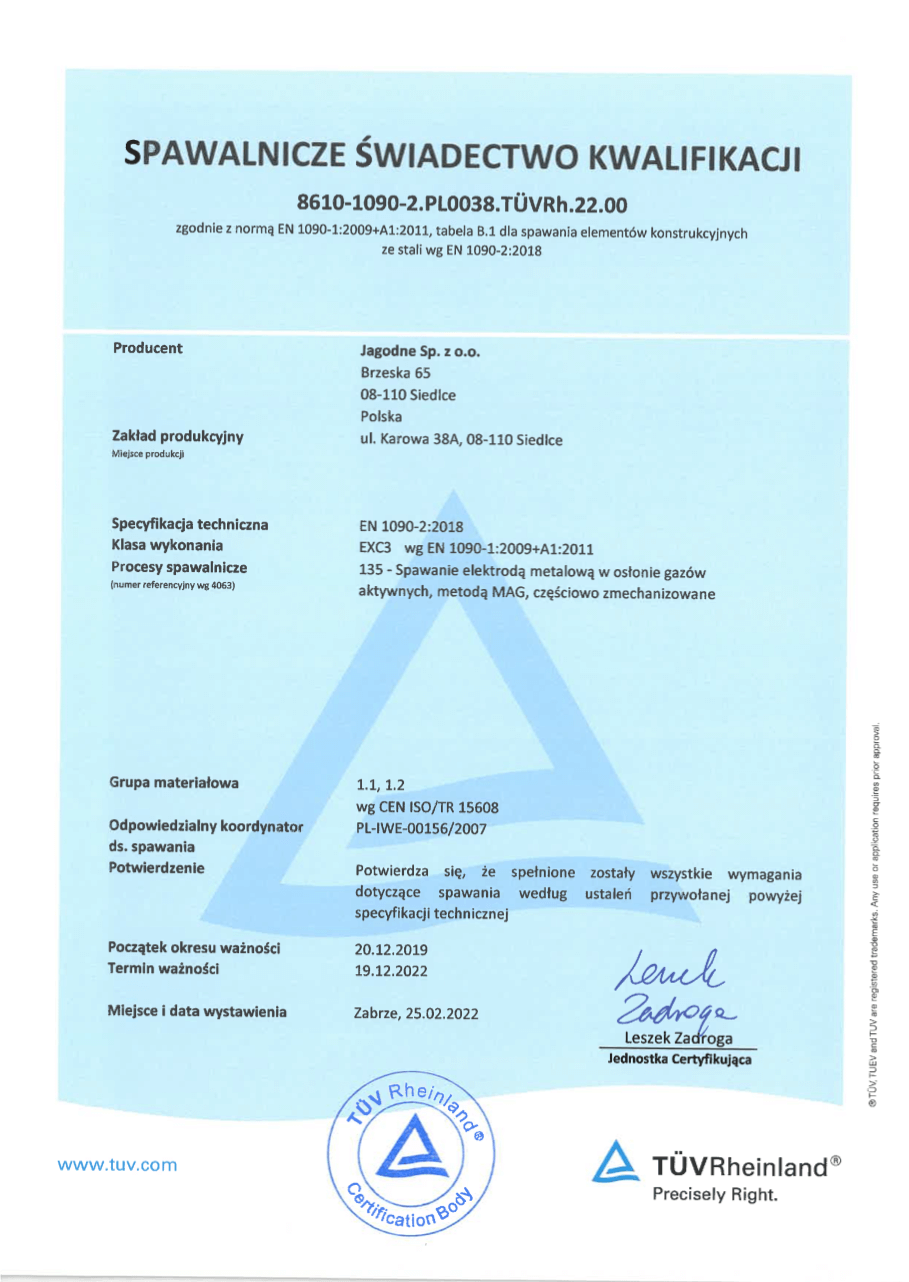 SPAWALNICZE ŚWIADECTWO KWALIFIKACJI
8610-1090-2.PL0038.TÜVRh.22.00
zgodnie z normą EN 1090-1:2009+A1:2011, tabela B.1 dla spawania elementów konstrukcyjnych
ze stali wg EN 1090-2:2018
Producent
Jagodne Sp. z o.o.
Brzeska 65
08-110 Siedlce
Polska
Zakład produkcyjny
ul. Karowa 38A, 08-110 Siedlce
Miejsce produkcji
Specyfikacja techniczna
EN 1090-2:2018
Klasa wykonania
EXC3 wg EN 1090-1:2009+A1:2011
Procesy spawalnicze
135 - Spawanie elektrodą metalową w osłonie gazów
(numer referencyjny wg 4063)
aktywnych, metodą MAG, częściowo zmechanizowane
Grupa materiałowa
1.1, 1.2
wg CEN ISO/TR 15608
Odpowiedzialny koordynator
PL-IWE-00156/2007
ds. spawania
Potwierdzenie
Potwierdza się, że spełnione zostały wszystkie wymagania
dotyczące spawania według ustaleń przywołanej powyżej
specyfikacji technicznej
Początek okresu ważności
20.12.2019
Termin ważności
19.12.2022
Miejsce i data wystawienia
Zabrze, 25.02.2022
Zadroga
Leszek Zadroga
Jednostka Certyfikująca
TÜV Rheinland®
Certification Body
www.tuv.com
TÜVRheinland®
Precisely Right.
® TÜV, TUEV and TUV are registered trademarks. Any use or application requires prior approval.